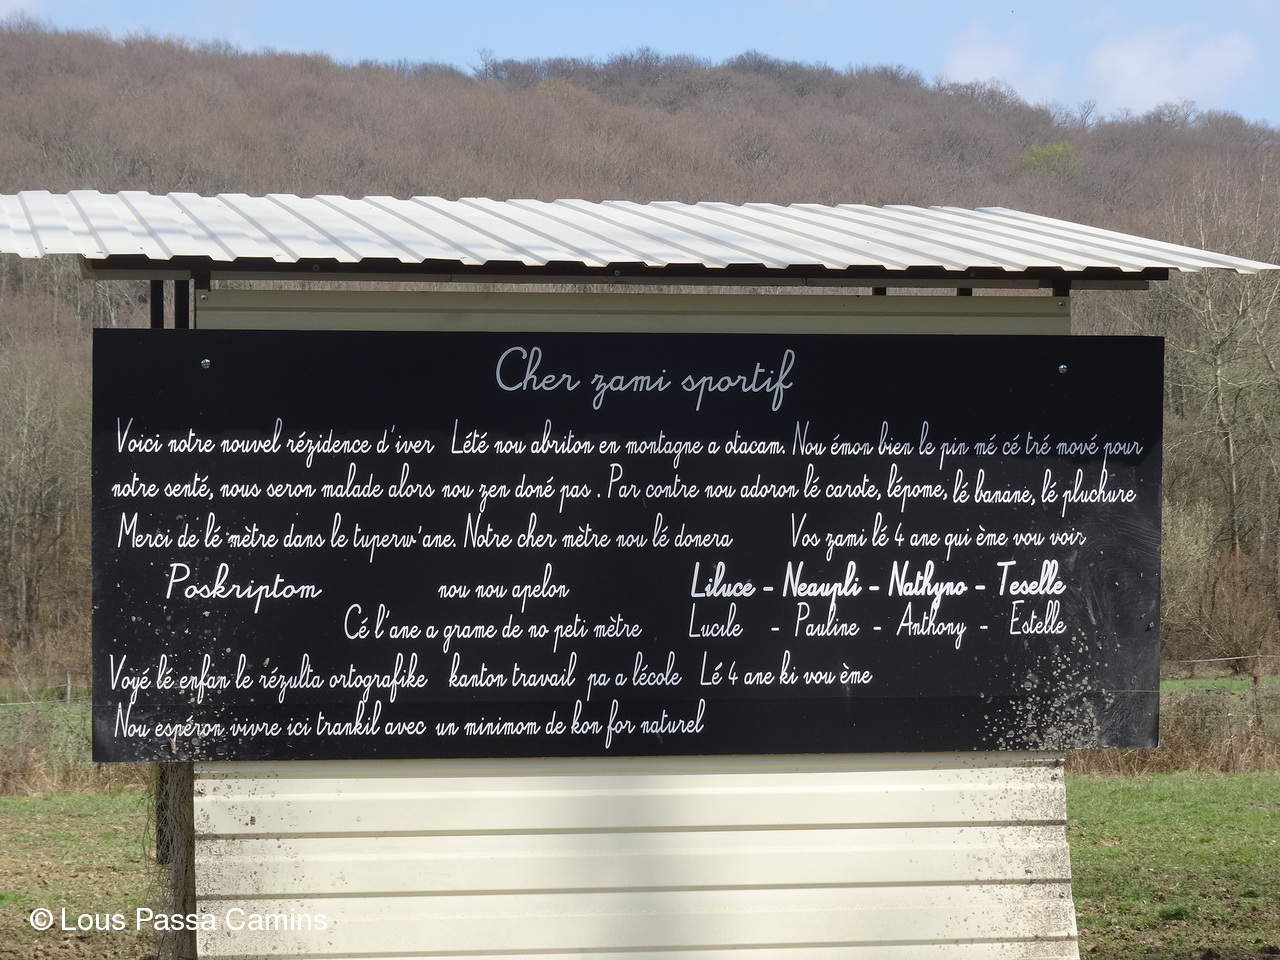 Cher zami sportif
Voici notre nouvel rézidence d'iver Lété nou abriton en montagne a otacam. Nou émon bien le pin mé cé tré mové pour
notre senté, nous seron malade alors nou zen doné pas. Par contre nou adoron lé carote, lépome, lé banane, lé pluchure
Merci de lé mètre dans le tuperw'ane. Notre cher mètre nou lé donera Vos zami lé 4 ane qui ème vou voir
Poskriptom nou nou apelon Liluce - Neaupli - Nathyno - Teselle
Cé l'ane a grame de no peti mètre Lucile - Pauline - Anthony - Estelle
Voyé lé enfan le rézulta ortografike kanton travail pa a lécole Lé 4 ane ki vou ème
Nou espéron vivre ici trankil avec un minimom de kon for naturel
© Lous Passa Camins